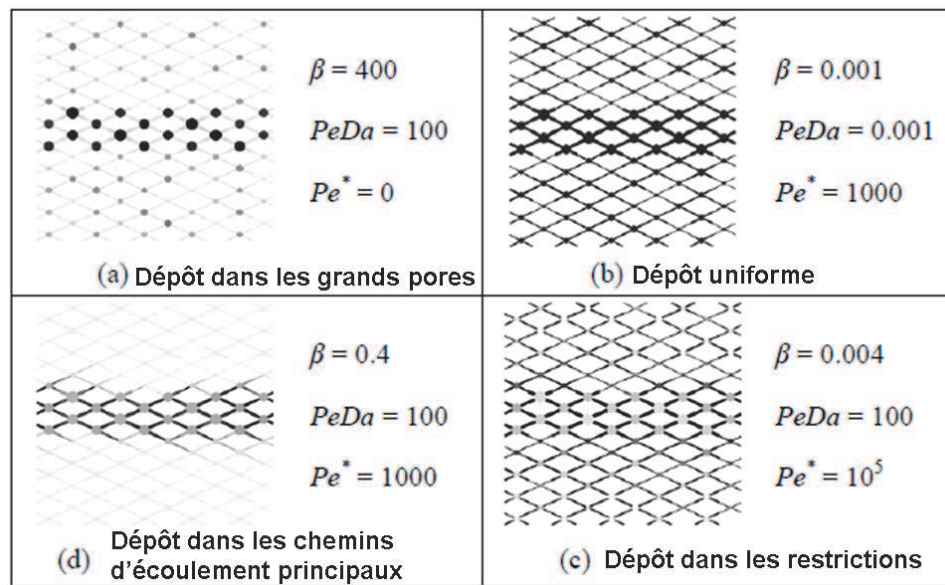 β = 400
PeDa = 100
Pe* = 0
(a) Dépôt dans les grands pores
β = 0.001
PeDa = 0.001
Pe* = 1000
(b) Dépôt uniforme
β = 0.4
PeDa = 100
Pe* = 1000
(d) Dépôt dans les chemins
d'écoulement principaux
β = 0.004
PeDa = 100
Pe* = 10⁵
(c) Dépôt dans les restrictions